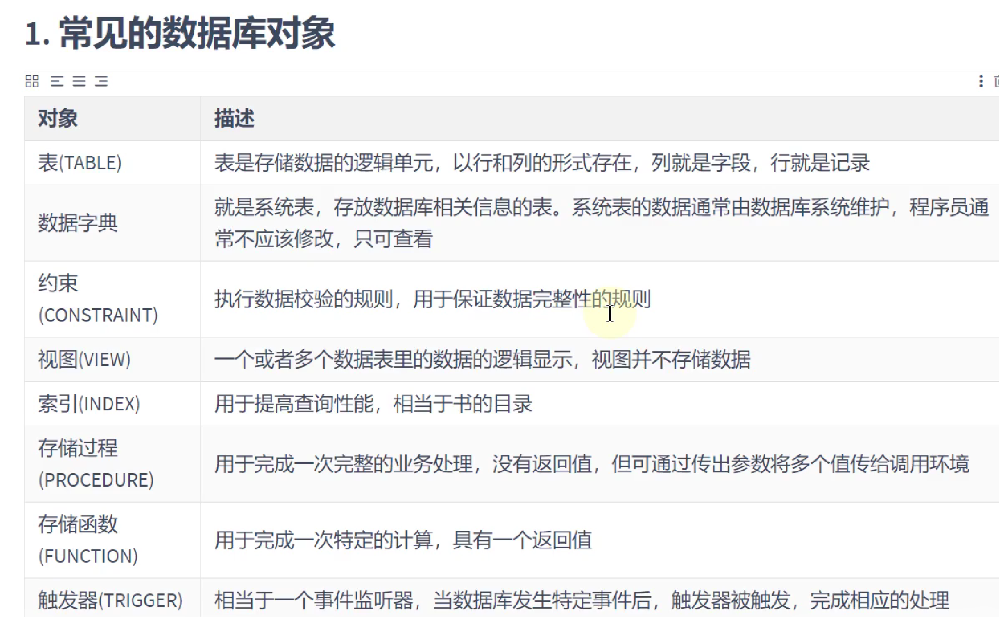 1. 常见的数据库对象
对象
描述
表(TABLE)
表是存储数据的逻辑单元，以行和列的形式存在，列就是字段，行就是记录
数据字典
就是系统表，存放数据库相关信息的表。系统表的数据通常由数据库系统维护，程序员通
常不应该修改，只可查看
约束
(CONSTRAINT)
执行数据校验的规则，用于保证数据完整性的规则
视图(VIEW)
一个或者多个数据表里的数据的逻辑显示，视图并不存储数据
索引(INDEX)
用于提高查询性能，相当于书的目录
存储过程
(PROCEDURE)
用于完成一次完整的业务处理，没有返回值，但可通过传出参数将多个值传给调用环境
存储函数
(FUNCTION)
用于完成一次特定的计算，具有一个返回值
触发器(TRIGGER)
相当于一个事件监听器，当数据库发生特定事件后，触发器被触发，完成相应的处理